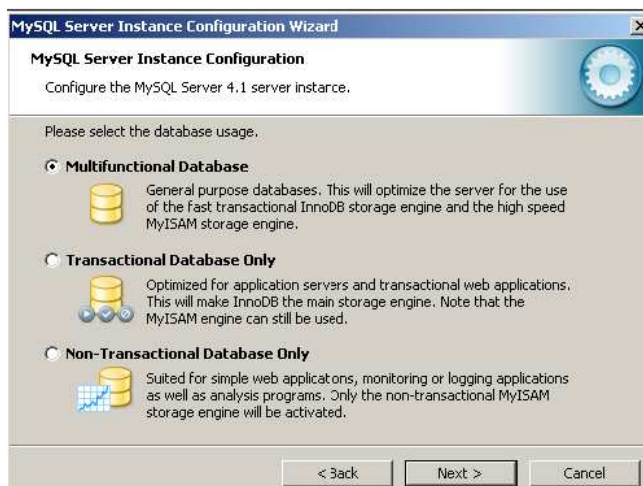 MySQL Server Instance Configuration Wizard
MySQL Server Instance Configuration
Configure the MySQL Server 4.1 server instance.
Please select the database usage.
Multifunctional Database
General purpose databases. This will optimize the server for the use
of the fast transactional InnoDB storage engine and the high speed
MyISAM storage engine.
Transactional Database Only
Optimized for application servers and transactional web applications.
This will make InnoDB the main storage engine. Note that the
MyISAM engine can still be used.
Non-Transactional Database Only
Suited for simple web applications, monitoring or logging applications
as well as analysis programs. Only the non-transactional MyISAM
storage engine will be activated.
< Back
Next >
Cancel